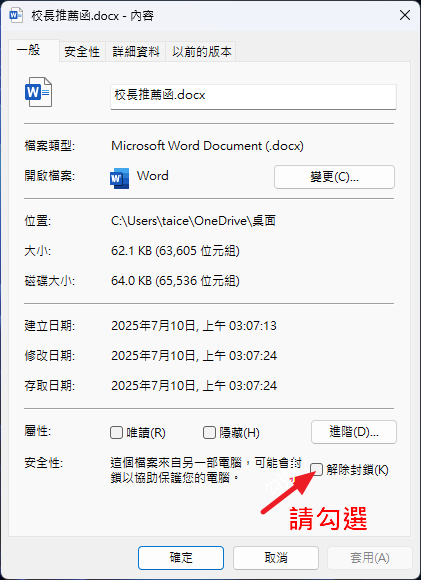 校長推薦函.docx - 內容
一般 安全性 詳細資料 以前的版本
校長推薦函.docx
檔案類型: Microsoft Word Document (.docx)
開啟檔案: Word 變更(C)...
位置: C:\Users\taice\OneDrive\桌面
大小: 62.1 KB (63,605 位元組)
磁碟大小: 64.0 KB (65,536 位元組)
建立日期: 2025年7月10日, 上午 03:07:13
修改日期: 2025年7月10日, 上午 03:07:24
存取日期: 2025年7月10日, 上午 03:07:24
屬性: 唯讀(R) 隱藏(H) 進階(D)...
安全性: 這個檔案來自另一部電腦，可能會封
鎖以協助保護您的電腦。 解除封鎖(K)
請勾選
確定 取消 套用(A)